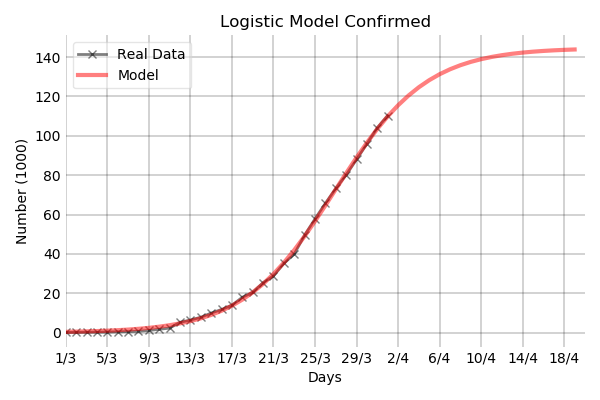 Logistic Model Confirmed
Real Data
Model
Number (1000)
140
120
100
80
60
40
20
0
1/3 5/3 9/3 13/3 17/3 21/3 25/3 29/3 2/4 6/4 10/4 14/4 18/4
Days